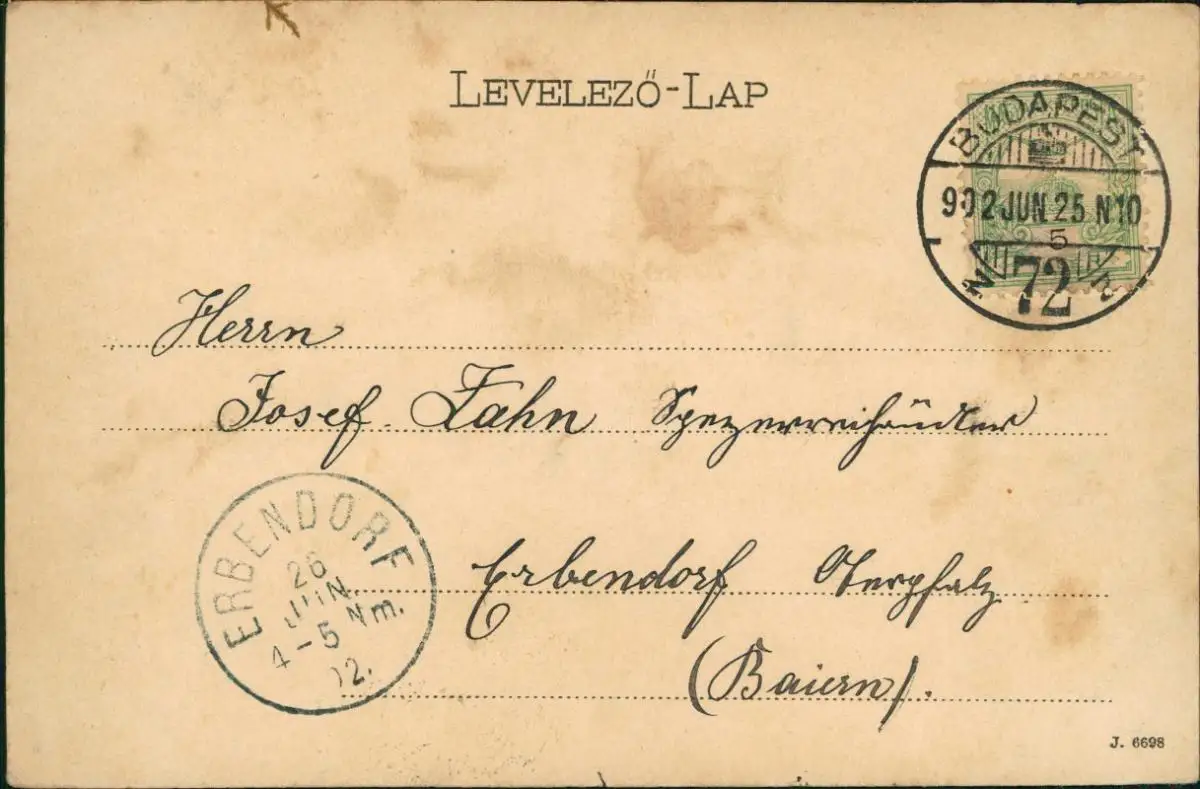 LEVELEZŐ-LAP
BUDAPEST
902 JUN. 25 N10
5
72
Herrn
Josef Zahn Spezerreihändler
ERBENDORF
26
JUN.
4-5 Nm.
02.
Erbendorf Oberpfalz
(Baiern).
J. 6698